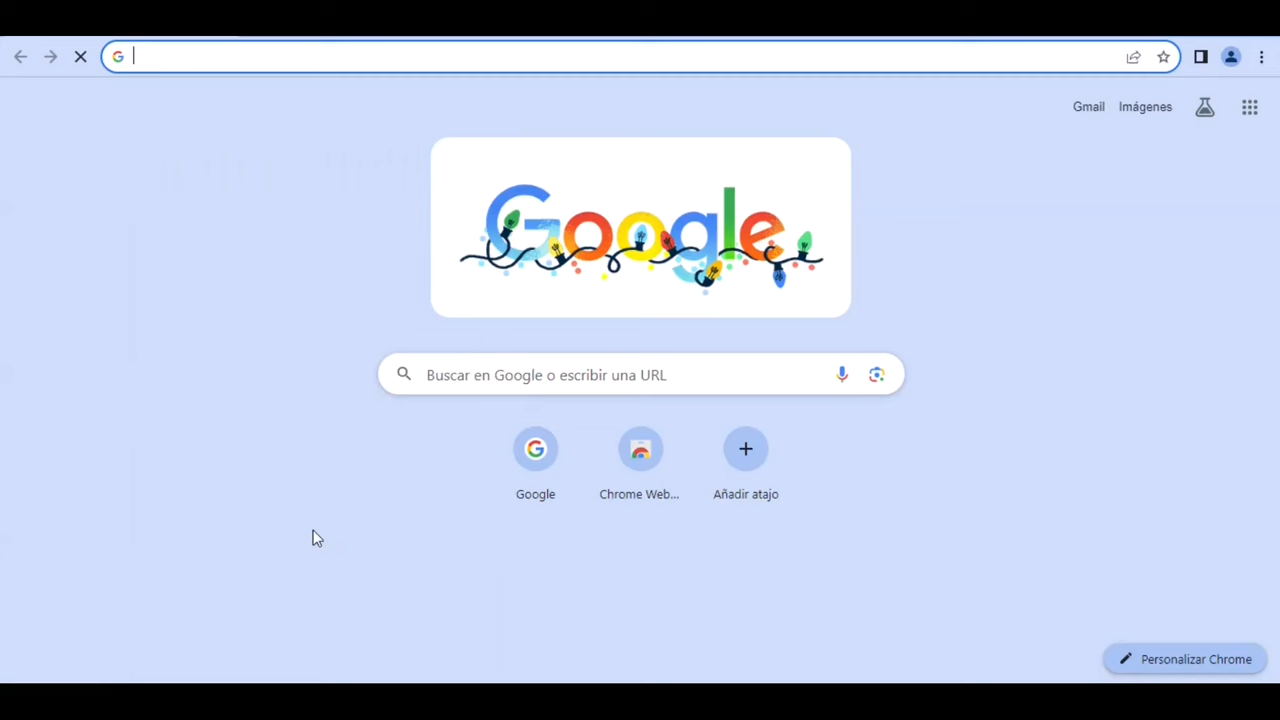 Gmail Imágenes
Google
Buscar en Google o escribir una URL
Google Chrome Web... Añadir atajo
Personalizar Chrome